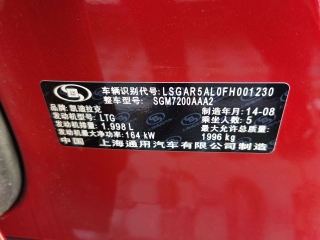 车辆识别代号: LSGAR5AL0FH001230
整车型号: SGM7200AAA2
品牌: 凯迪拉克 制造年月: 14-08
发动机型号: LTG 乘坐人数: 5
发动机排量: 1.998 L 最大允许总质量:
发动机最大净功率: 164 kW 1996 kg
中国 上海通用汽车有限公司 制造